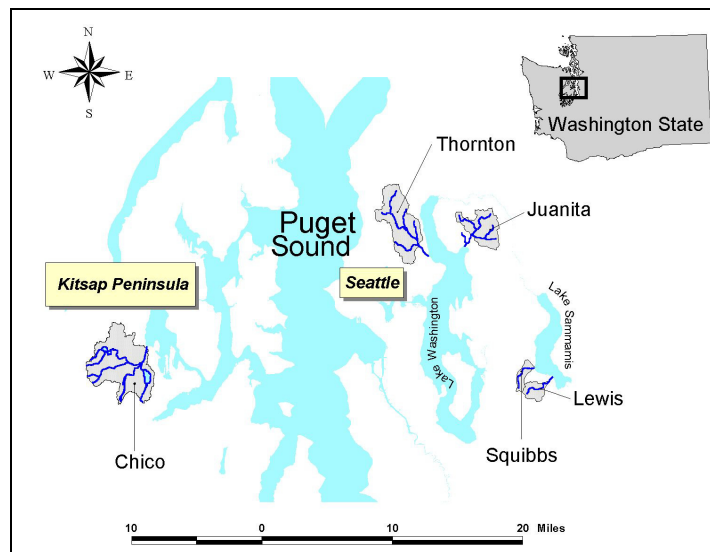 N
W E
S
Washington State
Thornton
Juanita
Puget
Sound
Kitsap Peninsula
Seattle
Lake Washington
Lake Sammamis
Lewis
Squibbs
Chico
10 0 10 20 Miles